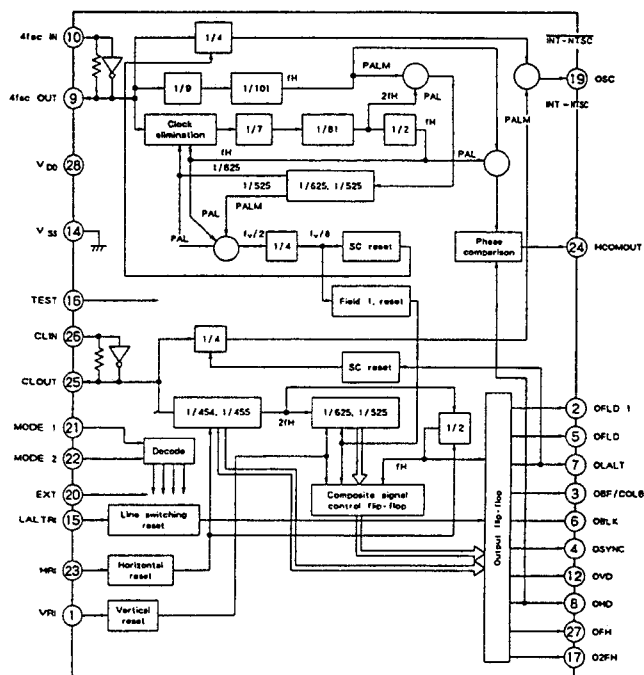 4fsc IN 10
1/4
INT-NTSC
19 OSC
INT-NTSC
4fsc OUT 9
1/9
1/101
fH
PALM
2fH
PAL
PALM
Clock elimination
1/7
1/81
1/2
fH
PAL
VDD 28
fH
1/625
1/525
1/625, 1/525
PALM
PAL
PAL
fv/2
1/4
fv/8
SC reset
Phase comparison
24 HCOMOUT
VSS 14
TEST 16
Field 1, reset
CLIN 26
1/4
SC reset
CLOUT 25
1/454, 1/455
2fH
1/625, 1/525
1/2
fH
MODE 1 21
MODE 2 22
Decode
EXT 20
LALTRI 15
Line switching reset
Composite signal control flip-flop
Output flip-flop
HRI 23
Horizontal reset
VRI 1
Vertical reset
2 OFLD 1
5 OFLD
7 OLALT
3 OBF/COLB
6 OBLK
4 OSYNC
12 OVD
8 OHD
27 OFH
17 O2FH